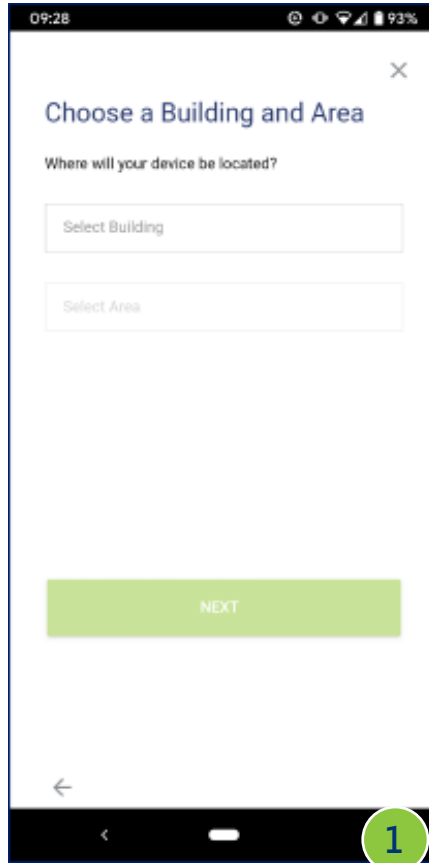 09:28 93%
Choose a Building and Area
Where will your device be located?
Select Building
Select Area
NEXT
1